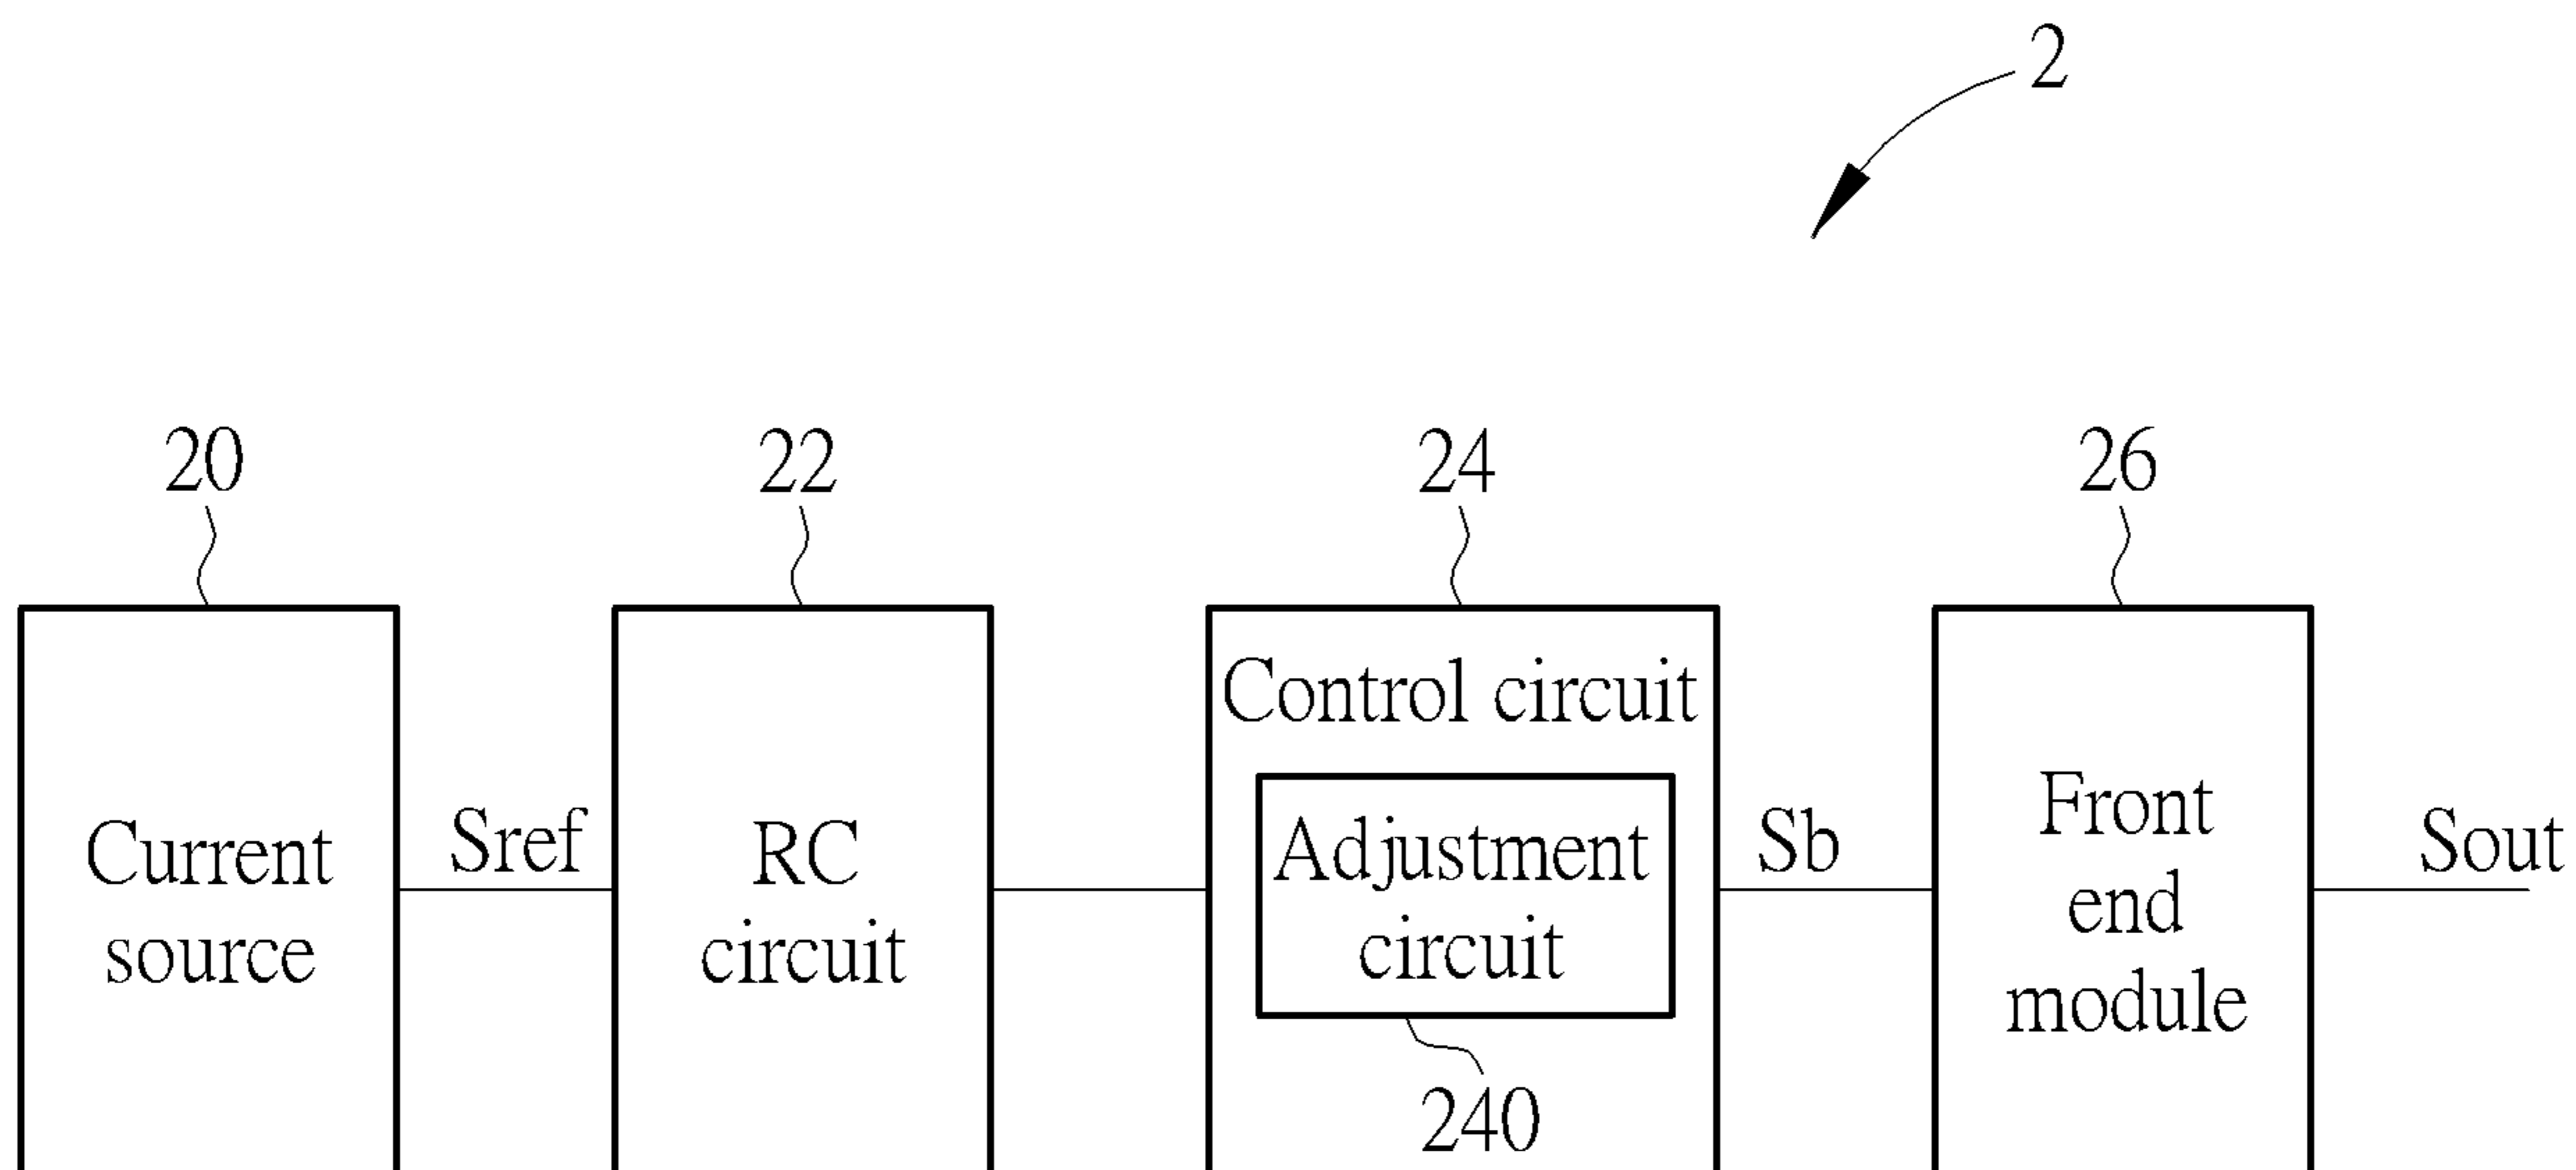 2
20
22
24
26
Current
source
Sref
RC
circuit
Control circuit
Adjustment
circuit
240
Sb
Front
end
module
Sout